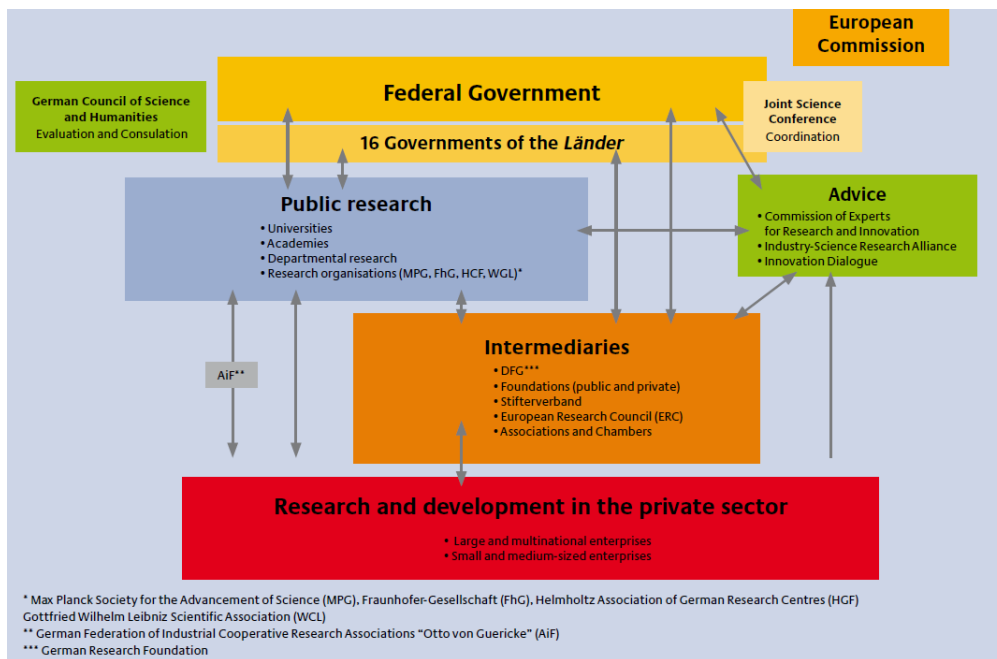 European
Commission
Federal Government
German Council of Science
and Humanities
Evaluation and Consulation
Joint Science
Conference
Coordination
16 Governments of the Länder
Public research
• Universities
• Academies
• Departmental research
• Research organisations (MPG, FhG, HCF, WGL)*
Advice
• Commission of Experts
for Research and Innovation
• Industry-Science Research Alliance
• Innovation Dialogue
Intermediaries
• DFG***
• Foundations (public and private)
• Stifterverband
• European Research Council (ERC)
• Associations and Chambers
AiF**
Research and development in the private sector
• Large and multinational enterprises
• Small and medium-sized enterprises
* Max Planck Society for the Advancement of Science (MPG), Fraunhofer-Gesellschaft (FhG), Helmholtz Association of German Research Centres (HGF)
Gottfried Wilhelm Leibniz Scientific Association (WCL)
** German Federation of Industrial Cooperative Research Associations "Otto von Guericke" (AiF)
*** German Research Foundation